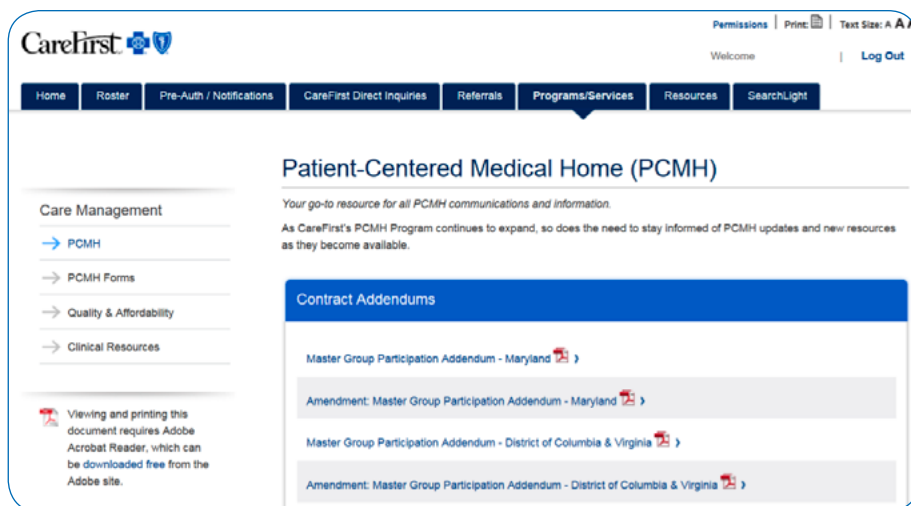 Permissions | Print: | Text Size: A A A
CareFirst
Welcome | Log Out
Home Roster Pre-Auth / Notifications CareFirst Direct Inquiries Referrals Programs/Services Resources SearchLight
Patient-Centered Medical Home (PCMH)
Your go-to resource for all PCMH communications and information.
As CareFirst's PCMH Program continues to expand, so does the need to stay informed of PCMH updates and new resources
as they become available.
Care Management
PCMH
PCMH Forms
Quality & Affordability
Clinical Resources
Viewing and printing this
document requires Adobe
Acrobat Reader, which can
be downloaded free from the
Adobe site.
Contract Addendums
Master Group Participation Addendum - Maryland
Amendment: Master Group Participation Addendum - Maryland
Master Group Participation Addendum - District of Columbia & Virginia
Amendment: Master Group Participation Addendum - District of Columbia & Virginia